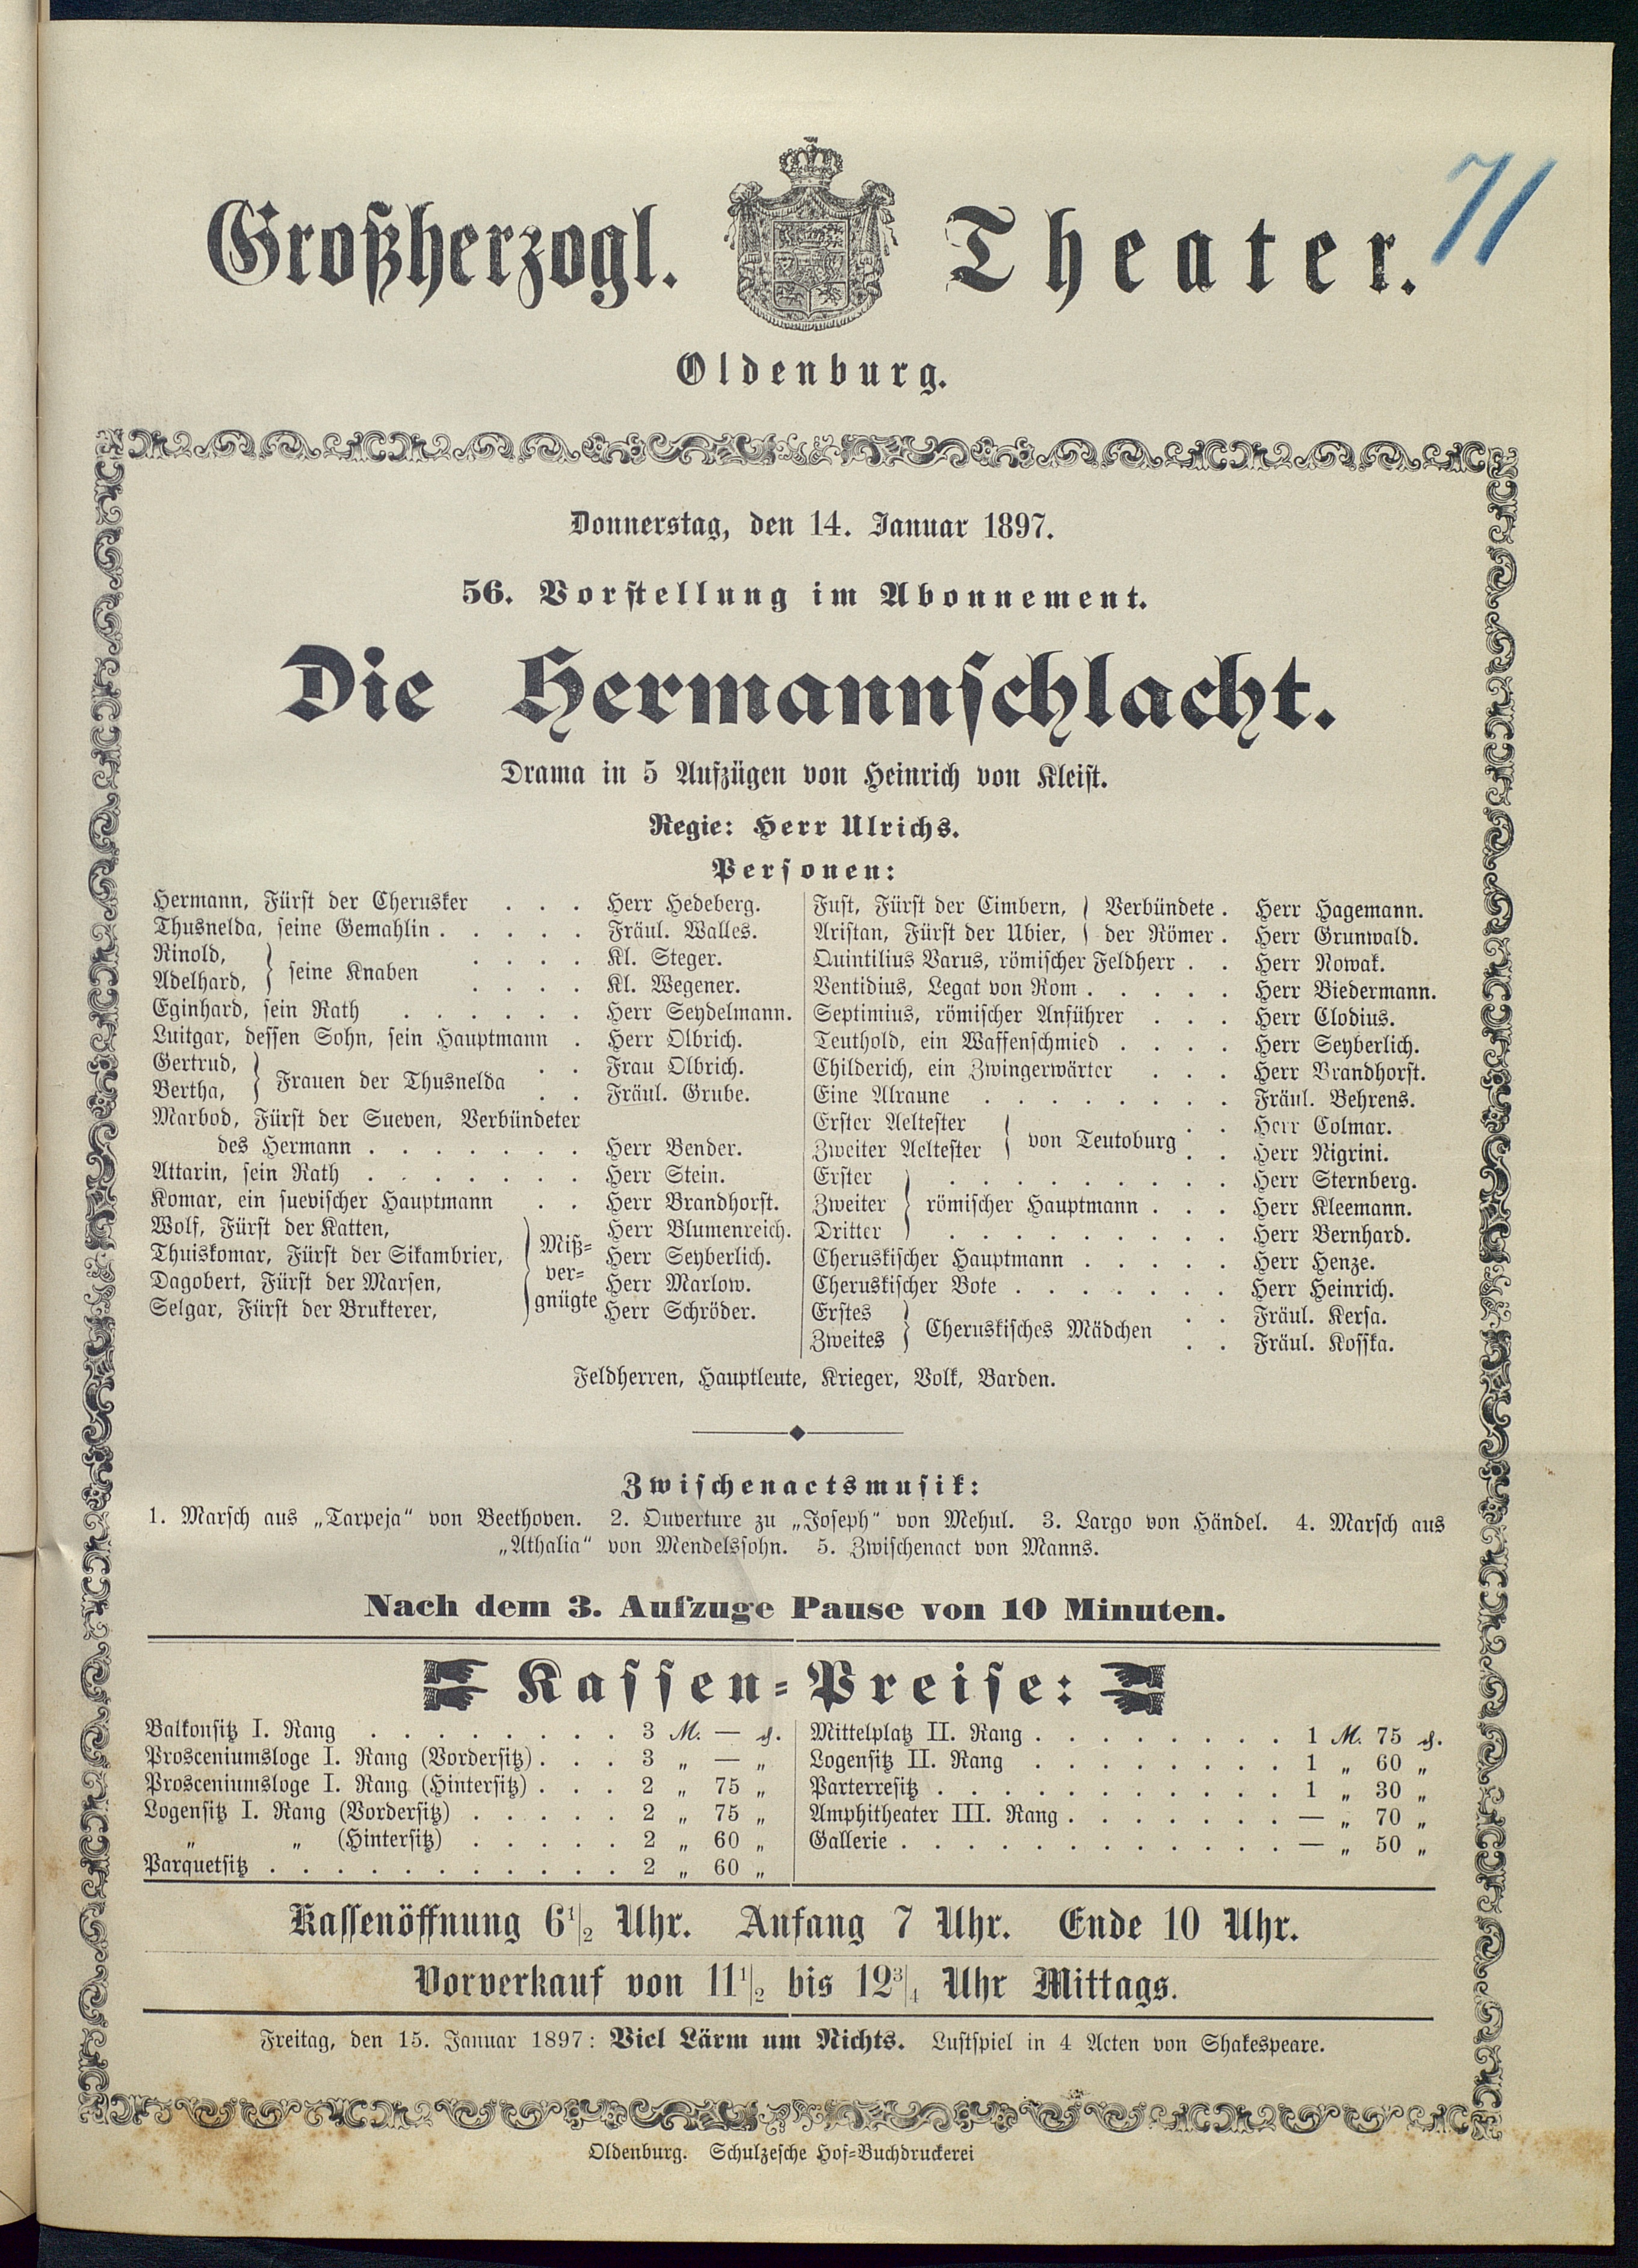 Großherzogl. Theater.
71
Oldenburg.
Donnerstag, den 14. Januar 1897.
56. Vorstellung im Abonnement.
Die Hermannschlacht.
Drama in 5 Aufzügen von Heinrich von Kleist.
Regie: Herr Ulrichs.
Personen:
Hermann, Fürst der Cherusker . . . Herr Hedeberg.
Thusnelda, seine Gemahlin . . . . . Fräul. Walles.
Rinold, } seine Knaben . . . . Kl. Steger.
Adelhard, } . . . . Kl. Wegener.
Eginhard, sein Rath . . . . . . Herr Seydelmann.
Luitgar, dessen Sohn, sein Hauptmann . Herr Olbrich.
Gertrud, } Frauen der Thusnelda . . Frau Olbrich.
Bertha, } . . Fräul. Grube.
Marbod, Fürst der Sueven, Verbündeter
des Hermann . . . . . . . Herr Bender.
Attarin, sein Rath . . . . . . . Herr Stein.
Komar, ein suevischer Hauptmann . . Herr Brandhorst.
Wolf, Fürst der Katten, } Miß- Herr Blumenreich.
Thuiskomar, Fürst der Sikambrier, } ver- Herr Seyberlich.
Dagobert, Fürst der Marsen, } gnügte Herr Marlow.
Selgar, Fürst der Brukterer, } Herr Schröder.
Fust, Fürst der Cimbern, } Verbündete . Herr Hagemann.
Aristan, Fürst der Ubier, } der Römer . Herr Grunwald.
Quintilius Varus, römischer Feldherr . . Herr Nowak.
Ventidius, Legat von Rom . . . . . Herr Biedermann.
Septimius, römischer Anführer . . . Herr Clodius.
Teuthold, ein Waffenschmied . . . . Herr Seyberlich.
Childerich, ein Zwingerwärter . . . Herr Brandhorst.
Eine Alraune . . . . . . . . Fräul. Behrens.
Erster Aeltester } von Teutoburg . . Herr Colmar.
Zweiter Aeltester } . . Herr Nigrini.
Erster } . . . . . . . . . Herr Sternberg.
Zweiter } römischer Hauptmann . . . Herr Kleemann.
Dritter } . . . . . . . . . Herr Bernhard.
Cheruskischer Hauptmann . . . . . Herr Henze.
Cheruskischer Bote . . . . . . . Herr Heinrich.
Erstes } Cheruskisches Mädchen . . Fräul. Kersa.
Zweites } . . Fräul. Kosska.
Feldherren, Hauptleute, Krieger, Volk, Barden.
Zwischenactsmusik:
1. Marsch aus „Tarpeja“ von Beethoven. 2. Ouverture zu „Joseph“ von Mehul. 3. Largo von Händel. 4. Marsch aus
„Athalia“ von Mendelssohn. 5. Zwischenact von Manns.
Nach dem 3. Aufzuge Pause von 10 Minuten.
Kassen-Preise:
Balkonsitz I. Rang . . . . . . . . 3 M. — ₰.
Prosceniumsloge I. Rang (Vordersitz) . . . 3 „ — „
Prosceniumsloge I. Rang (Hintersitz) . . . 2 „ 75 „
Logensitz I. Rang (Vordersitz) . . . . . 2 „ 75 „
„ „ (Hintersitz) . . . . . 2 „ 60 „
Parquetsitz . . . . . . . . . . . 2 „ 60 „
Mittelplatz II. Rang . . . . . . . . 1 M. 75 ₰.
Logensitz II. Rang . . . . . . . . 1 „ 60 „
Parterresitz . . . . . . . . . . . 1 „ 30 „
Amphitheater III. Rang . . . . . . . — „ 70 „
Gallerie . . . . . . . . . . . . — „ 50 „
Kassenöffnung 6 1/2 Uhr. Anfang 7 Uhr. Ende 10 Uhr.
Vorverkauf von 11 1/2 bis 12 3/4 Uhr Mittags.
Freitag, den 15. Januar 1897: Viel Lärm um Nichts. Lustspiel in 4 Acten von Shakespeare.
Oldenburg. Schulzesche Hof-Buchdruckerei